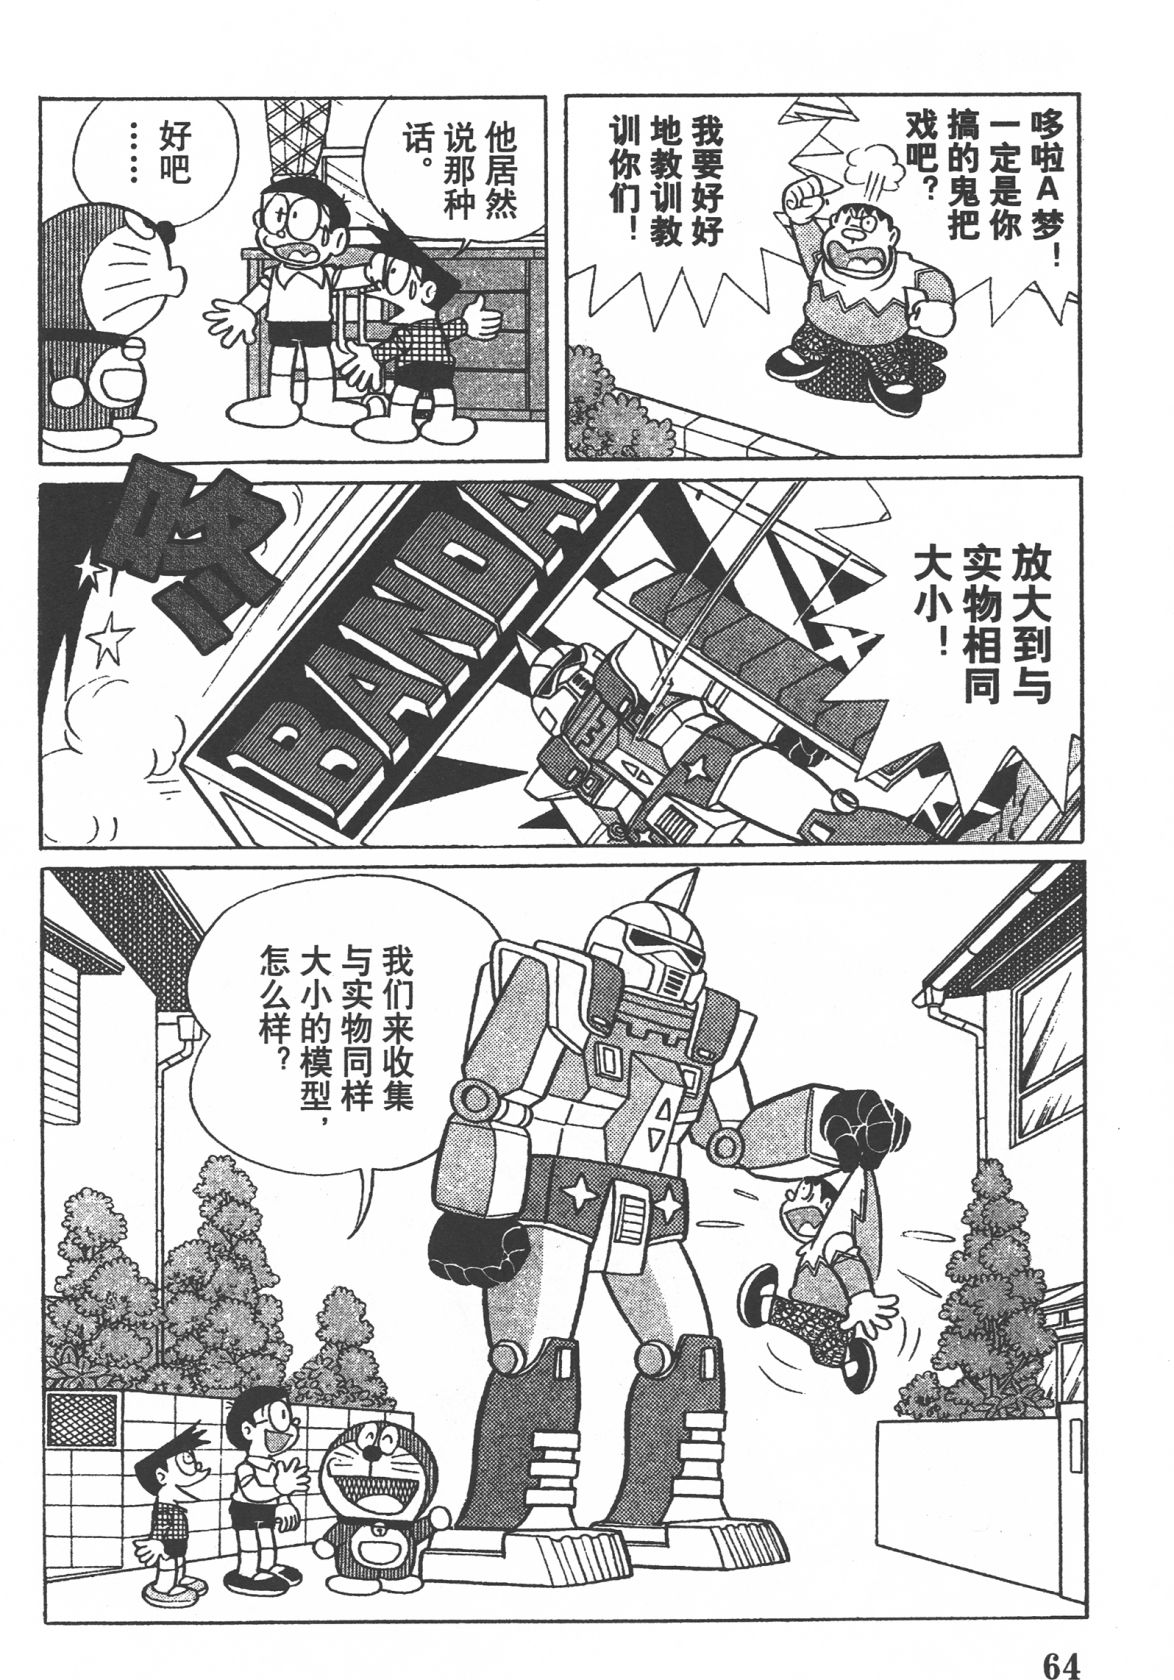 哆啦A梦！
一定是你
搞的鬼把
戏吧？
我要好好
地教训教
训你们！
他居然
说那种
话。
好吧
……
放大到与
实物相同
大小！
BANDA
咚!!
我们来收集
与实物同样
大小的模型，
怎么样？
64